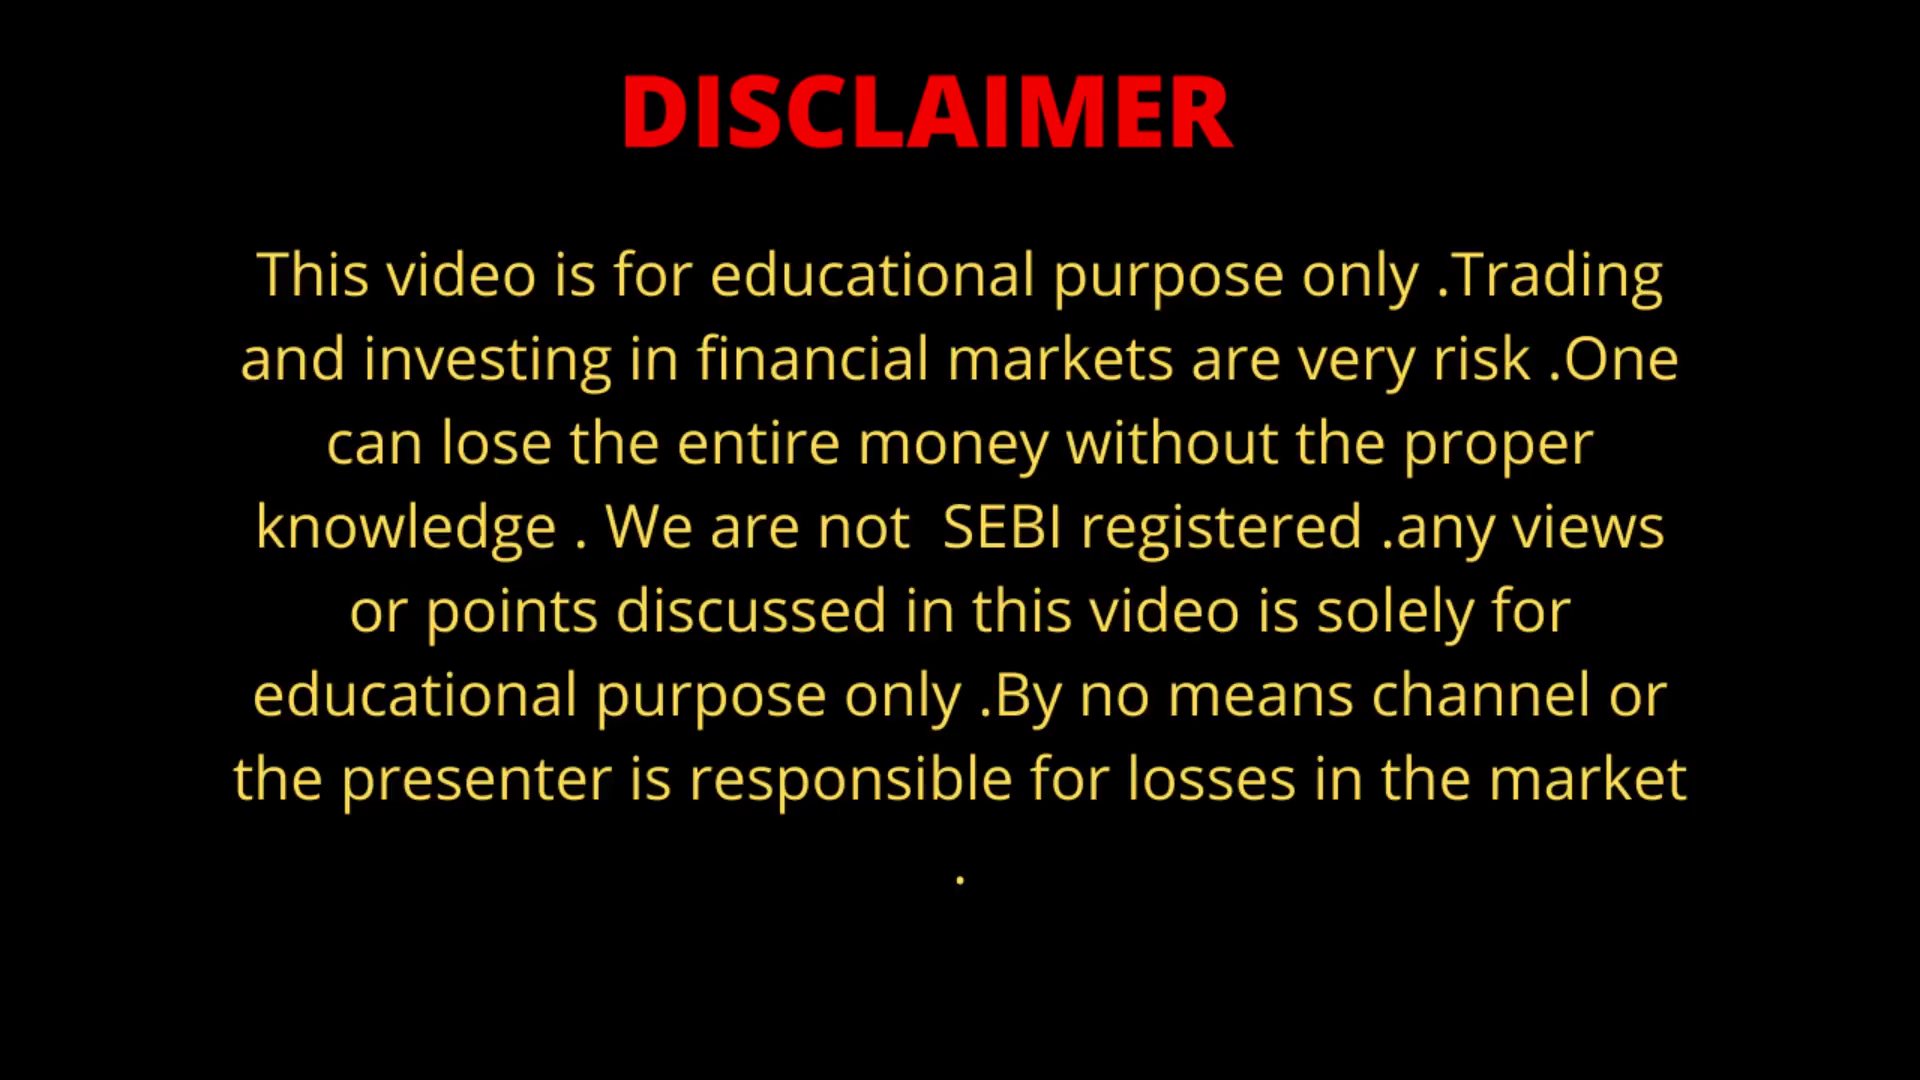 DISCLAIMER
This video is for educational purpose only .Trading
and investing in financial markets are very risk .One
can lose the entire money without the proper
knowledge . We are not  SEBI registered .any views
or points discussed in this video is solely for
educational purpose only .By no means channel or
the presenter is responsible for losses in the market
.